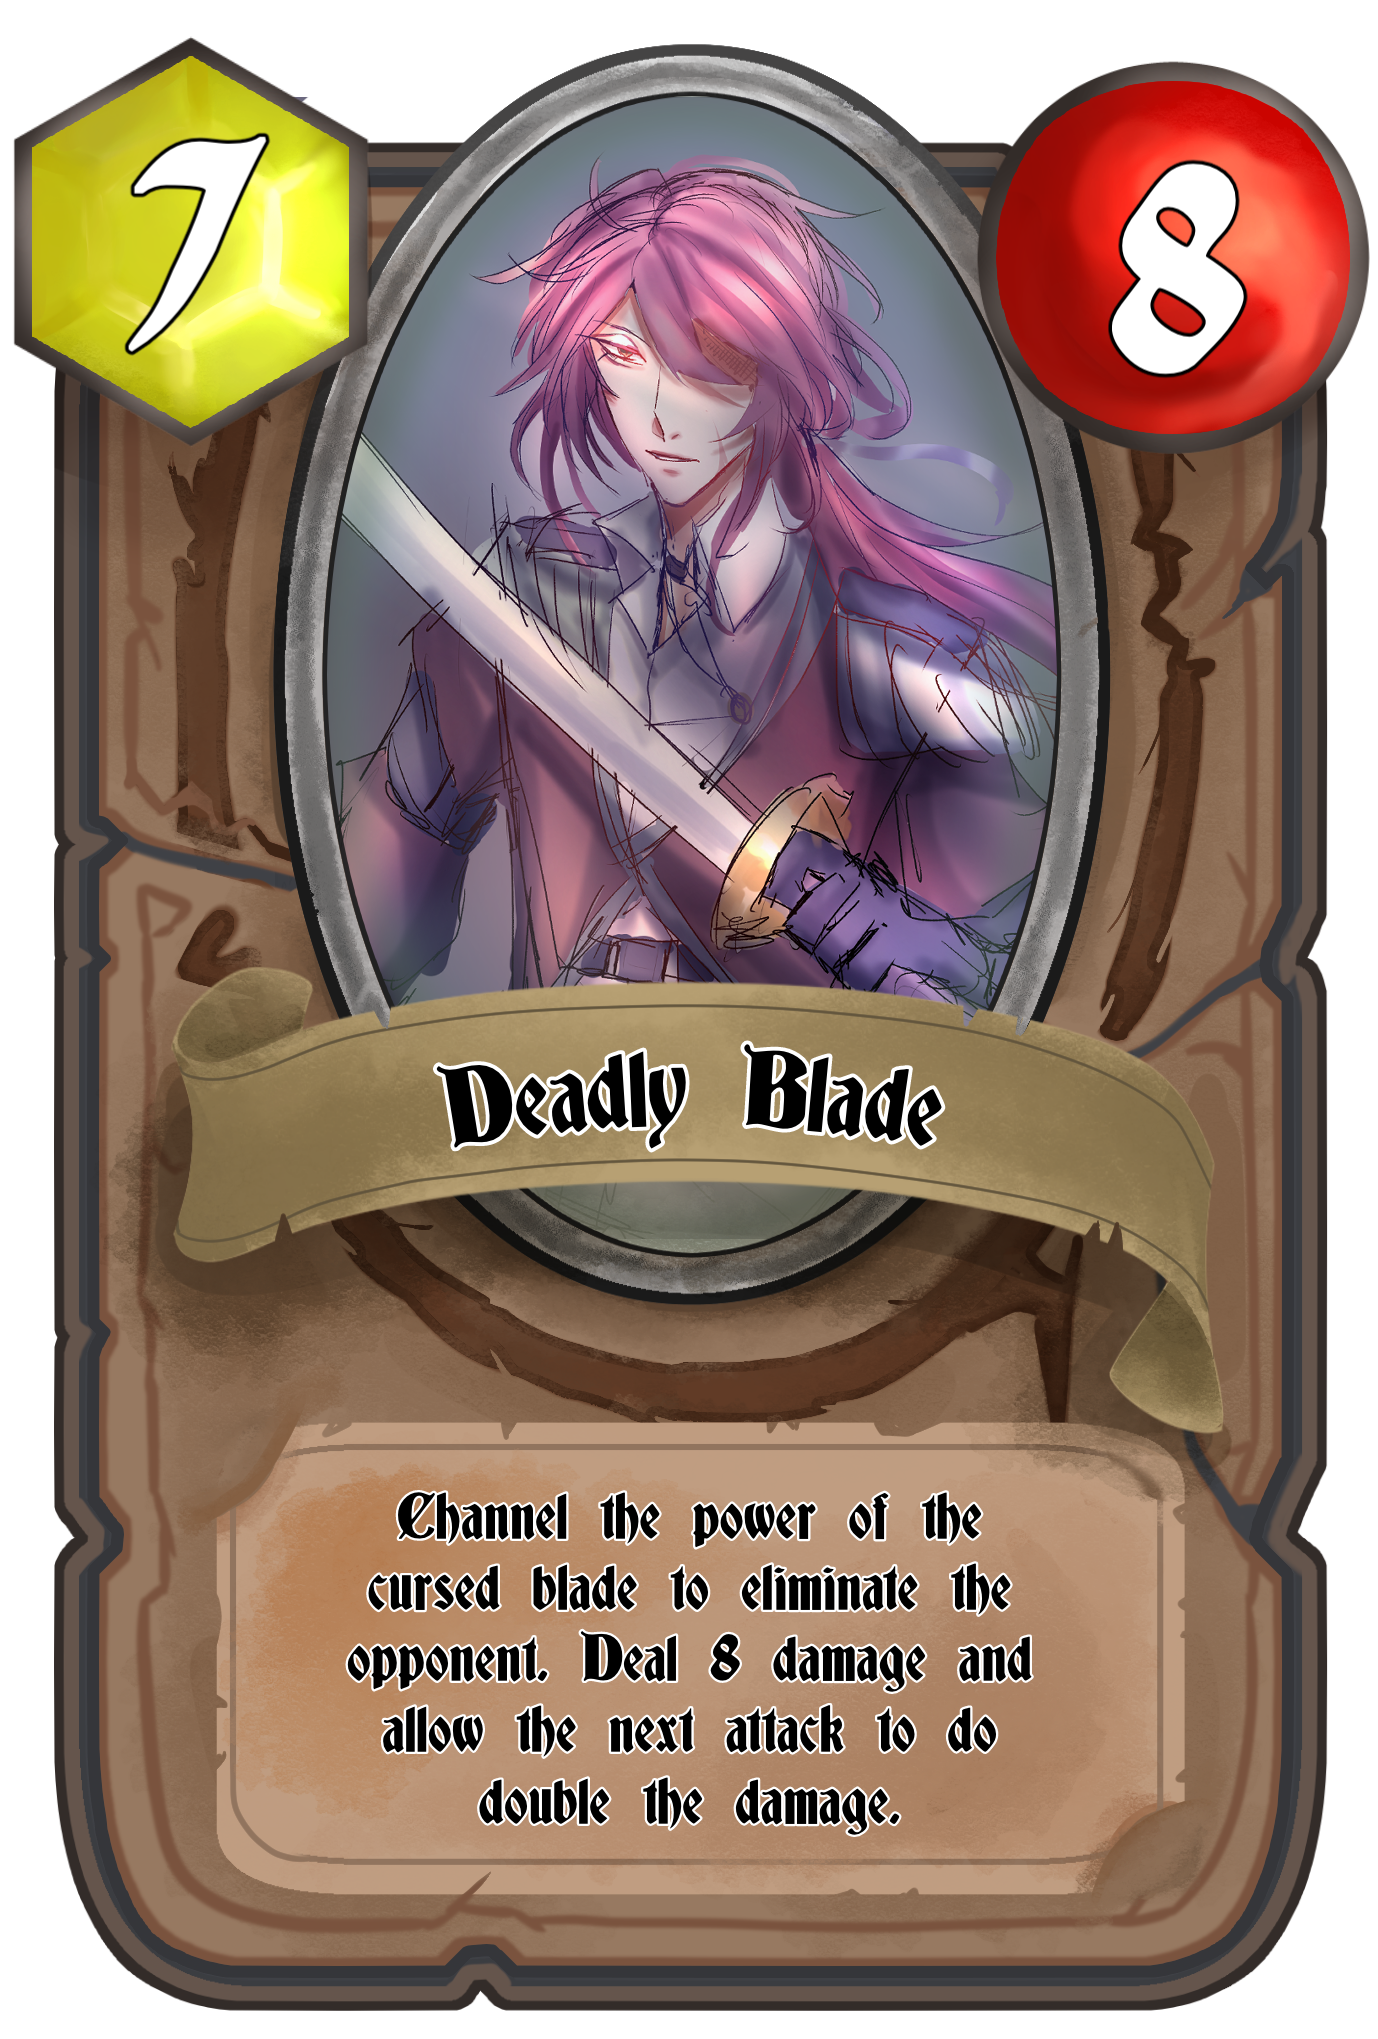 7
8
Deadly Blade
Channel the power of the
cursed blade to eliminate the
opponent. Deal 8 damage and
allow the next attack to do
double the damage.